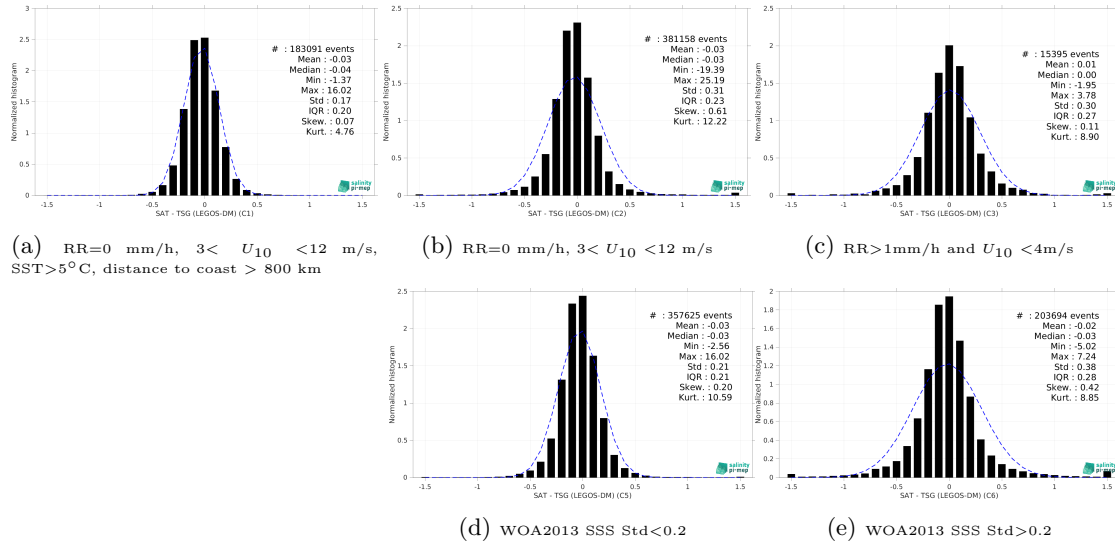 3
2.5
2
1.5
1
0.5
0
-1.5 -1 -0.5 0 0.5 1 1.5
Normalized histogram
SAT - TSG (LEGOS-DM) (C1)
# : 183091 events
Mean : -0.03
Median : -0.04
Min : -1.37
Max : 16.02
Std : 0.17
IQR : 0.20
Skew. : 0.07
Kurt. : 4.76
salinity
pi-mep
(a) RR=0 mm/h, 3< U10 <12 m/s,
SST>5°C, distance to coast > 800 km
2.5
2
1.5
1
0.5
0
-1.5 -1 -0.5 0 0.5 1 1.5
Normalized histogram
SAT - TSG (LEGOS-DM) (C2)
# : 381158 events
Mean : -0.03
Median : -0.03
Min : -19.39
Max : 25.19
Std : 0.31
IQR : 0.23
Skew. : 0.61
Kurt. : 12.22
salinity
pi-mep
(b) RR=0 mm/h, 3< U10 <12 m/s
2.5
2
1.5
1
0.5
0
-1.5 -1 -0.5 0 0.5 1 1.5
Normalized histogram
SAT - TSG (LEGOS-DM) (C3)
# : 15395 events
Mean : 0.01
Median : 0.00
Min : -1.95
Max : 3.78
Std : 0.30
IQR : 0.27
Skew. : 0.11
Kurt. : 8.90
salinity
pi-mep
(c) RR>1mm/h and U10 <4m/s
2.5
2
1.5
1
0.5
0
-1.5 -1 -0.5 0 0.5 1 1.5
Normalized histogram
SAT - TSG (LEGOS-DM) (C5)
# : 357625 events
Mean : -0.03
Median : -0.03
Min : -2.56
Max : 16.02
Std : 0.21
IQR : 0.21
Skew. : 0.20
Kurt. : 10.59
salinity
pi-mep
(d) WOA2013 SSS Std<0.2
2
1.8
1.6
1.4
1.2
1
0.8
0.6
0.4
0.2
0
-1.5 -1 -0.5 0 0.5 1 1.5
Normalized histogram
SAT - TSG (LEGOS-DM) (C6)
# : 203694 events
Mean : -0.02
Median : -0.03
Min : -5.02
Max : 7.24
Std : 0.38
IQR : 0.28
Skew. : 0.42
Kurt. : 8.85
salinity
pi-mep
(e) WOA2013 SSS Std>0.2